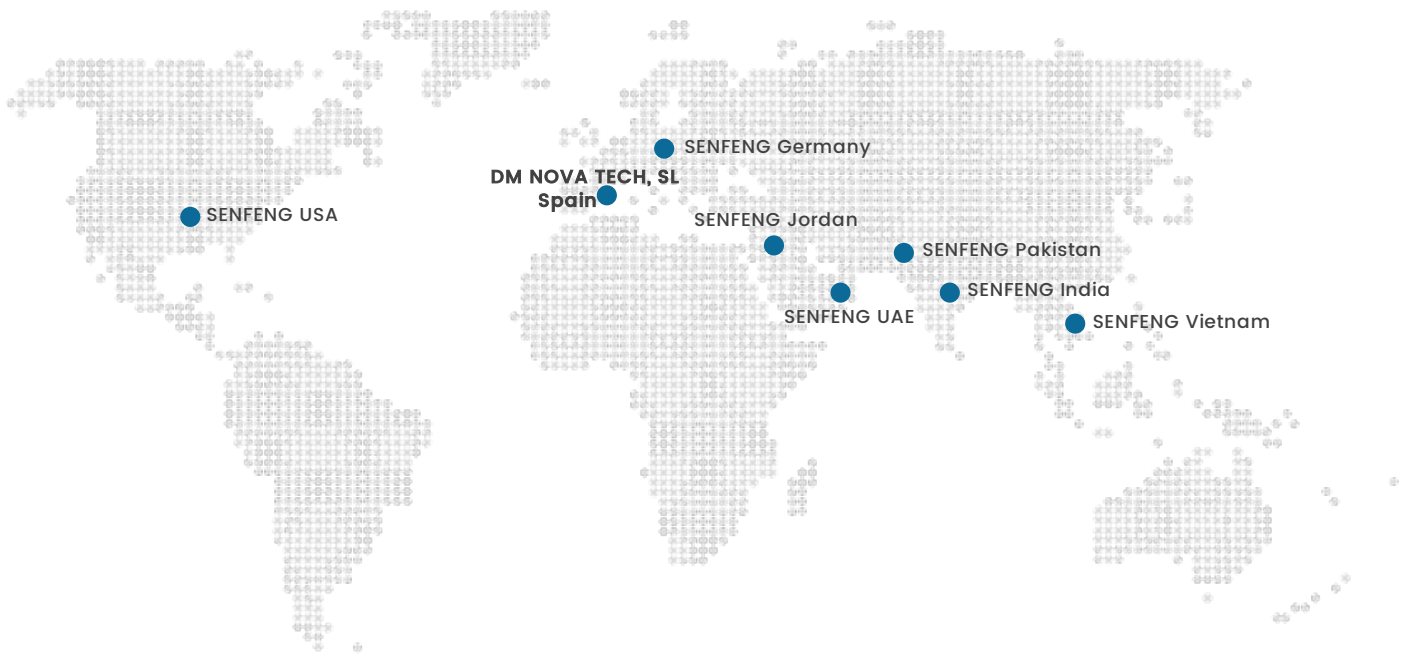 SENFENG Germany
DM NOVA TECH, SL
Spain
SENFENG USA
SENFENG Jordan
SENFENG Pakistan
SENFENG India
SENFENG UAE
SENFENG Vietnam